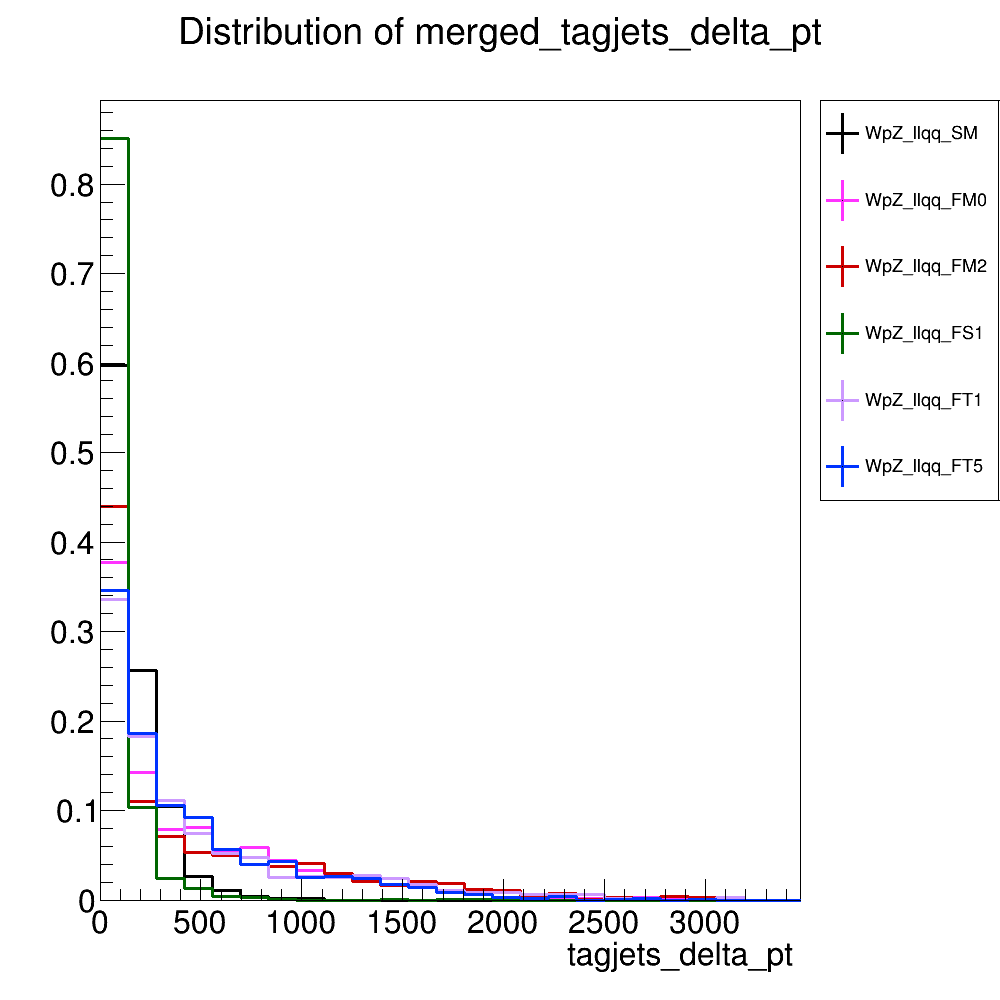 Distribution of merged_tagjets_delta_pt
WpZ_llqq_SM
WpZ_llqq_FM0
WpZ_llqq_FM2
WpZ_llqq_FS1
WpZ_llqq_FT1
WpZ_llqq_FT5
0.8
0.7
0.6
0.5
0.4
0.3
0.2
0.1
0
0 500 1000 1500 2000 2500 3000
tagjets_delta_pt